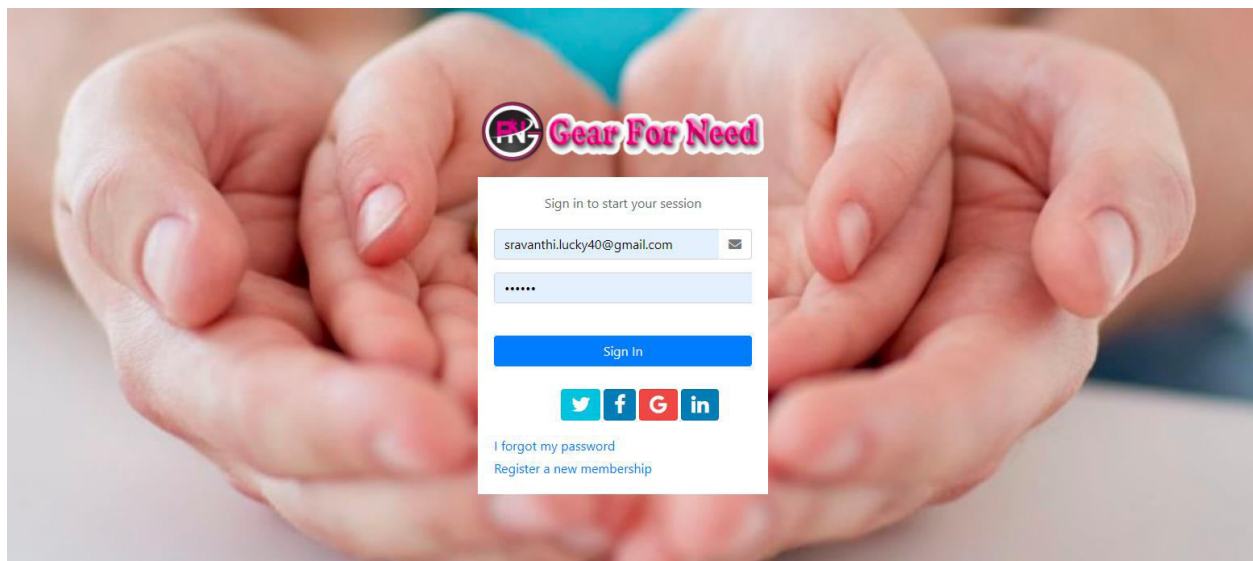 Gear For Need
Sign in to start your session
sravanthi.lucky40@gmail.com
••••••
Sign In
I forgot my password
Register a new membership